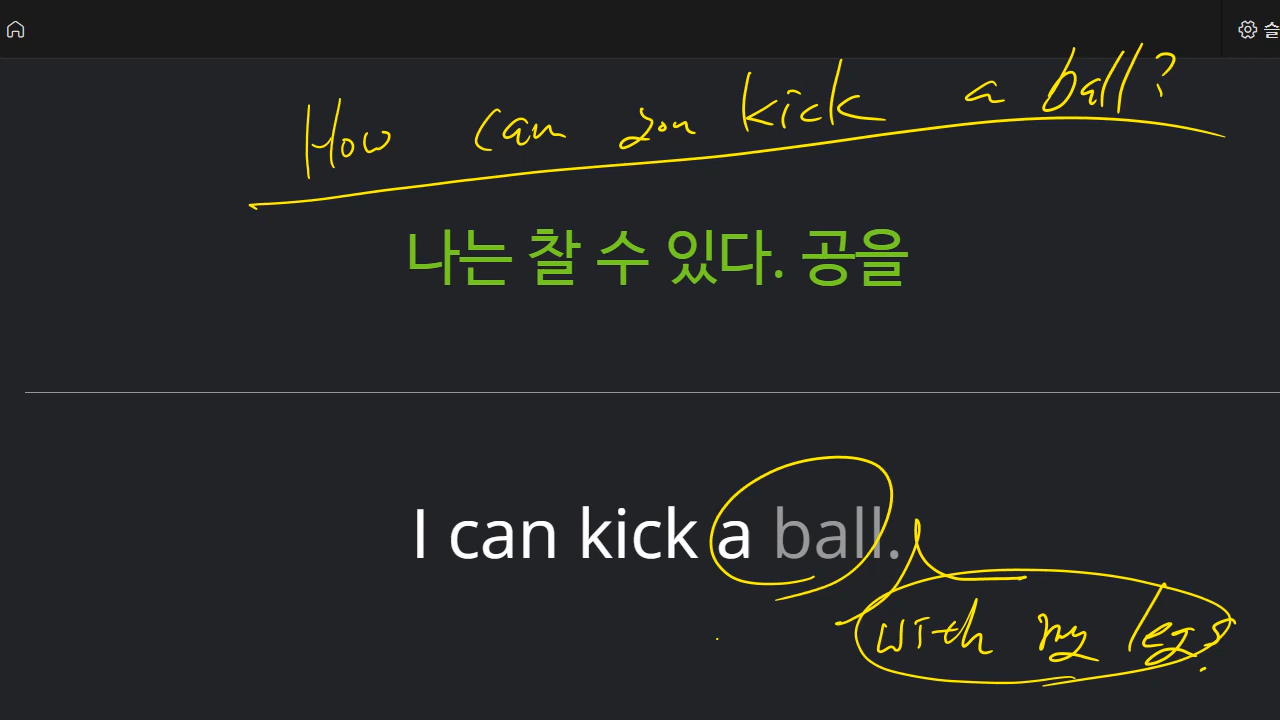 슬
How can you kick a ball?
나는 찰 수 있다. 공을
I can kick a ball.
with my legs.